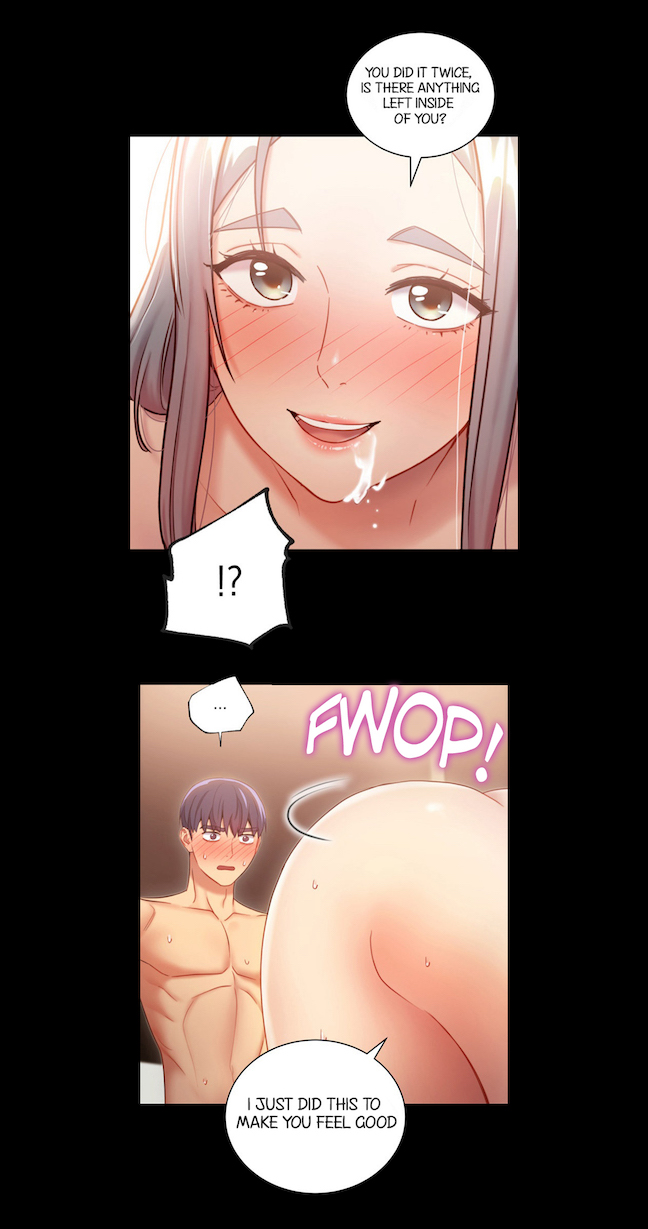 YOU DID IT TWICE,
IS THERE ANYTHING
LEFT INSIDE
OF YOU?
!?
...
FWOP!
I JUST DID THIS TO
MAKE YOU FEEL GOOD